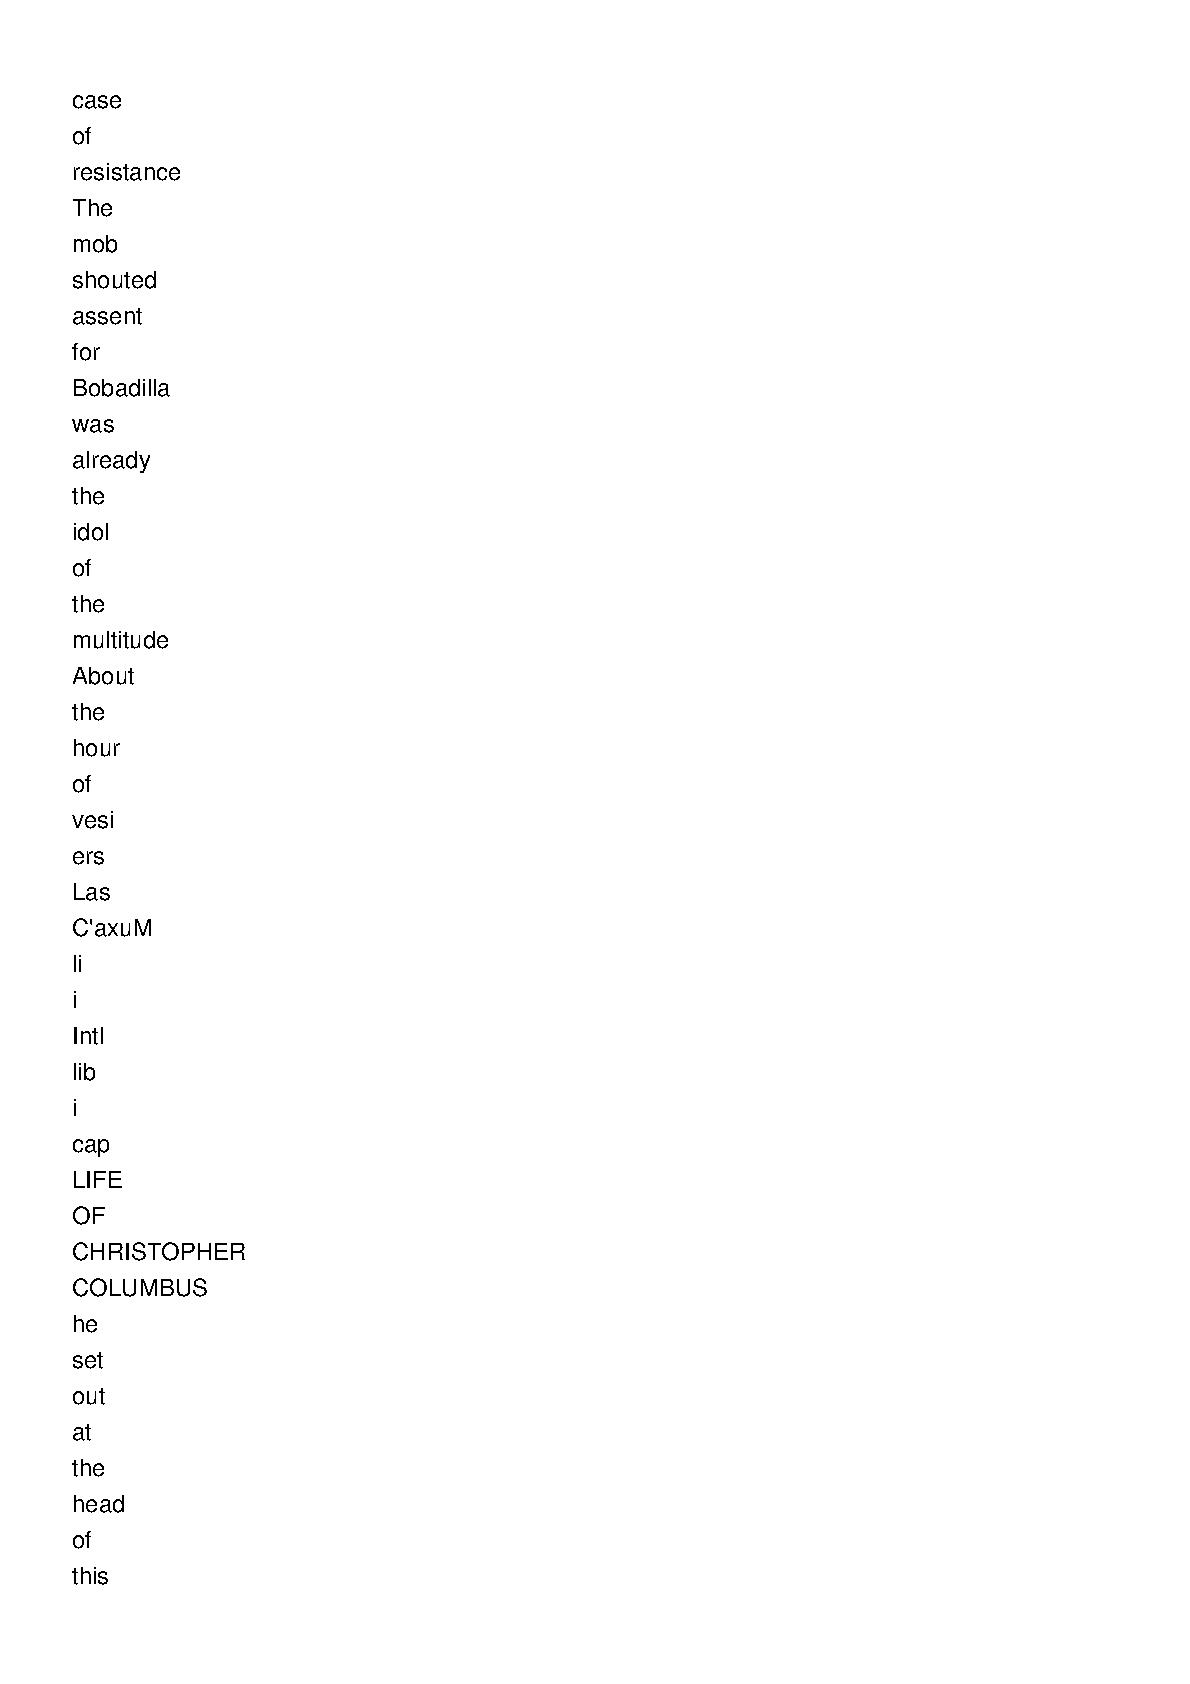 case
of
resistance
The
mob
shouted
assent
for
Bobadilla
was
already
the
idol
of
the
multitude
About
the
hour
of
vesi
ers
Las
C'axuM
li
i
Intl
lib
i
cap
LIFE
OF
CHRISTOPHER
COLUMBUS
he
set
out
at
the
head
of
this